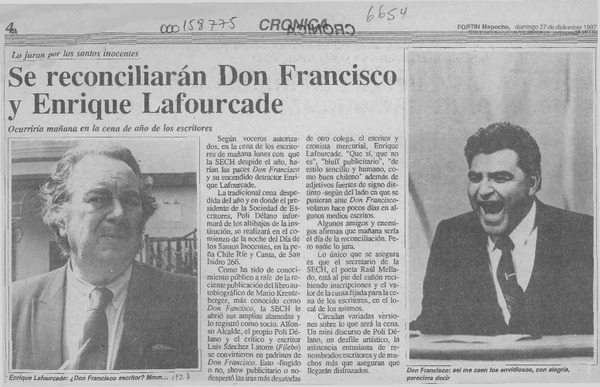 4a
000158775
CRONICA
6654
FORTIN Mapocho, domingo 27 de diciembre 1987
Lo juran por los santos inocentes
Se reconciliarán Don Francisco
y Enrique Lafourcade
Ocurriría mañana en la cena de año de los escritores
Según voceros autoriza-
dos, en la cena de los escrito-
res de mañana lunes con que
la SECH despide el año, ha-
rían las paces Don Francisco
y su encendido detractor Enri-
que Lafourcade.
La tradicional cena despe-
dida del año y en donde el pre-
sidente de la Sociedad de Es-
critores, Poli Délano infor-
mará de los altibajos de la ins-
titución, se realizará en el co-
mienzo de la noche del Día de
los Santos Inocentes, en la pe-
ña Chile Ríe y Canta, de San
Isidro 266.
Como ha sido de conoci-
miento público a raíz de la re-
ciente publicación del libro au-
tobiográfico de Mario Kreutz-
berger, más conocido como
Don Francisco, la SECH le
abrió sus amplias alamedas y
lo registró como socio. Alfon-
so Alcalde, el propio Poli Dé-
lano y el crítico y escritor
Luis Sánchez Latorre (Filebo)
se convirtieron en padrinos de
Don Francisco. Esto -fingido
o no, show publicitario o no-
despertó las iras más desatadas
de otro colega, el escritor y
cronista mercurial, Enrique
Lafourcade. "Que sí, que no
es", "bluff publicitario", "de
estilo sencillo y humano, co-
mo buen chileno" además de
adjetivos fuertes de signo dis-
tinto -según del lado en que se
pusieran ante Don Francisco-
volaron hace pocos días en al-
gunos medios escritos.
Algunos amigos y enemi-
gos afirman que mañana sería
el día de la reconciliación. Pe-
ro nadie lo jura.
Lo único que se asegura
es que el secretario de la
SECH, el poeta Raúl Mella-
do, está al pie del cañón reci-
biendo inscripciones y el va-
lor de la cuota fijada para la ce-
na de los escritores, en el lo-
cal de los mismos.
Circulan variadas versio-
nes sobre lo que será la cena.
Un mini discurso de Poli Dé-
lano, un desfile artístico, la
asistencia entusiasta de re-
nombrados escritores y de mu-
chos más que aseguran que
llegarán disfrazados.
Enrique Lafourcade: ¿Don Francisco escritor? Mmm...
Don Francisco: así me caen los envidiosos, con alegría,
pareciera decir